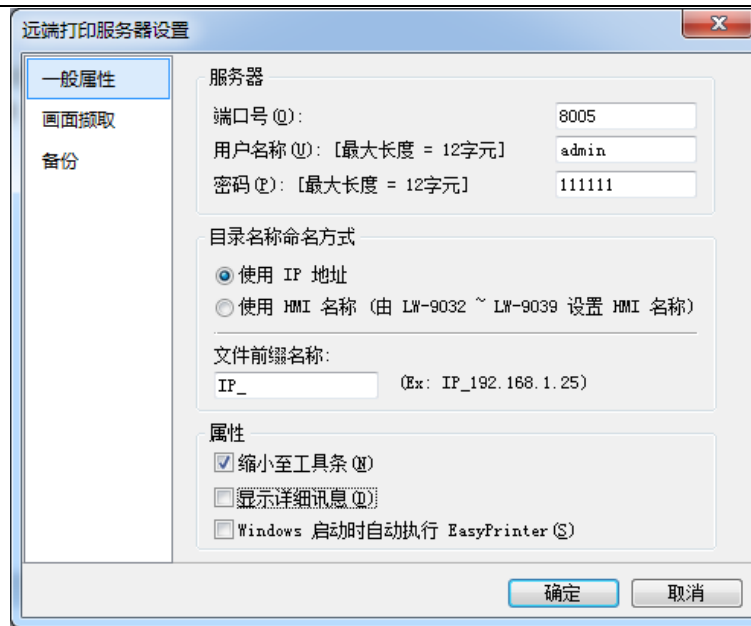 远端打印服务器设置
一般属性
画面撷取
备份
服务器
端口号(O):
8005
用户名称(U): [最大长度 = 12字元]
admin
密码(P): [最大长度 = 12字元]
111111
目录名称命名方式
使用 IP 地址
使用 HMI 名称 (由 LW-9032 ~ LW-9039 设置 HMI 名称)
文件前缀名称:
IP_
(Ex: IP_192.168.1.25)
属性
缩小至工具条(N)
显示详细讯息(D)
Windows 启动时自动执行 EasyPrinter(S)
确定
取消